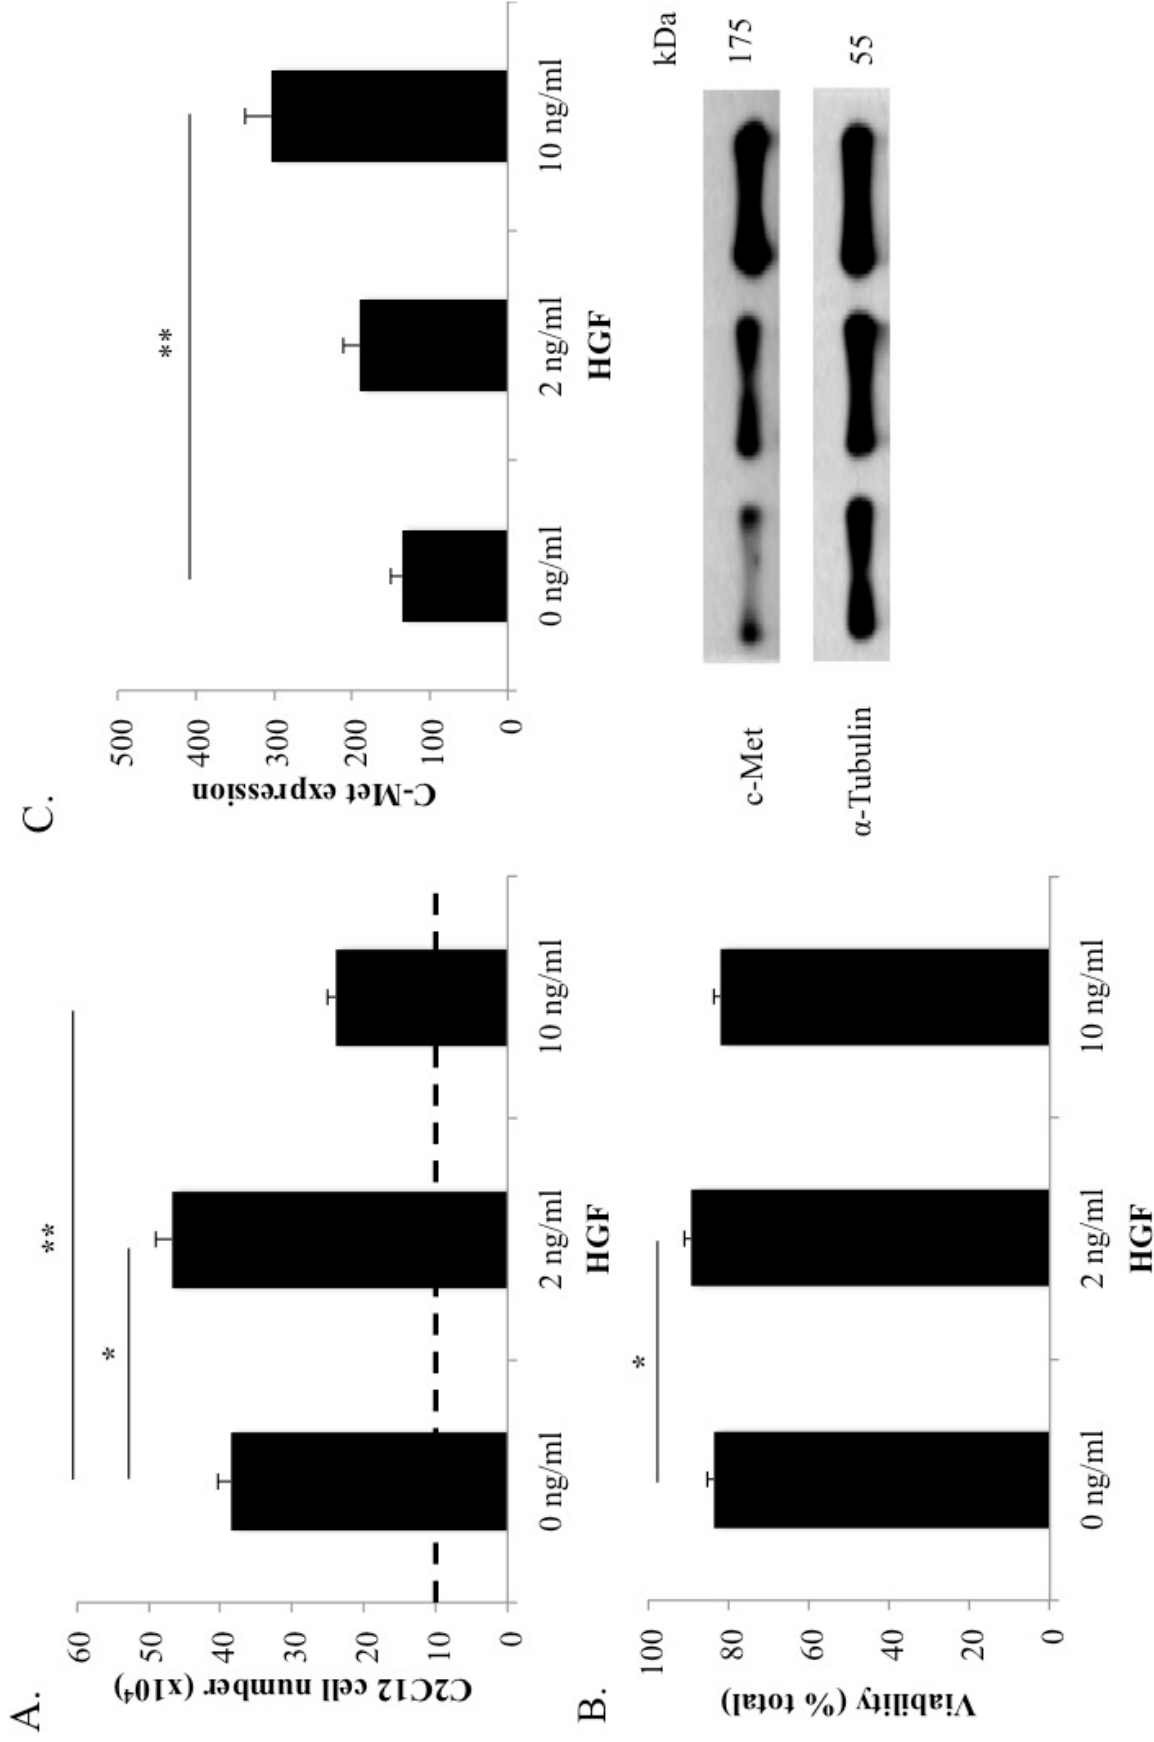 A.
C2C12 cell number (x10⁴)
60
50
40
30
20
10
0
**
*
0 ng/ml 2 ng/ml 10 ng/ml
HGF
B.
Viability (% total)
100
80
60
40
20
0
*
0 ng/ml 2 ng/ml 10 ng/ml
HGF
C.
C-Met expression
500
400
300
200
100
0
**
0 ng/ml 2 ng/ml 10 ng/ml
HGF
kDa
c-Met 175
α-Tubulin 55